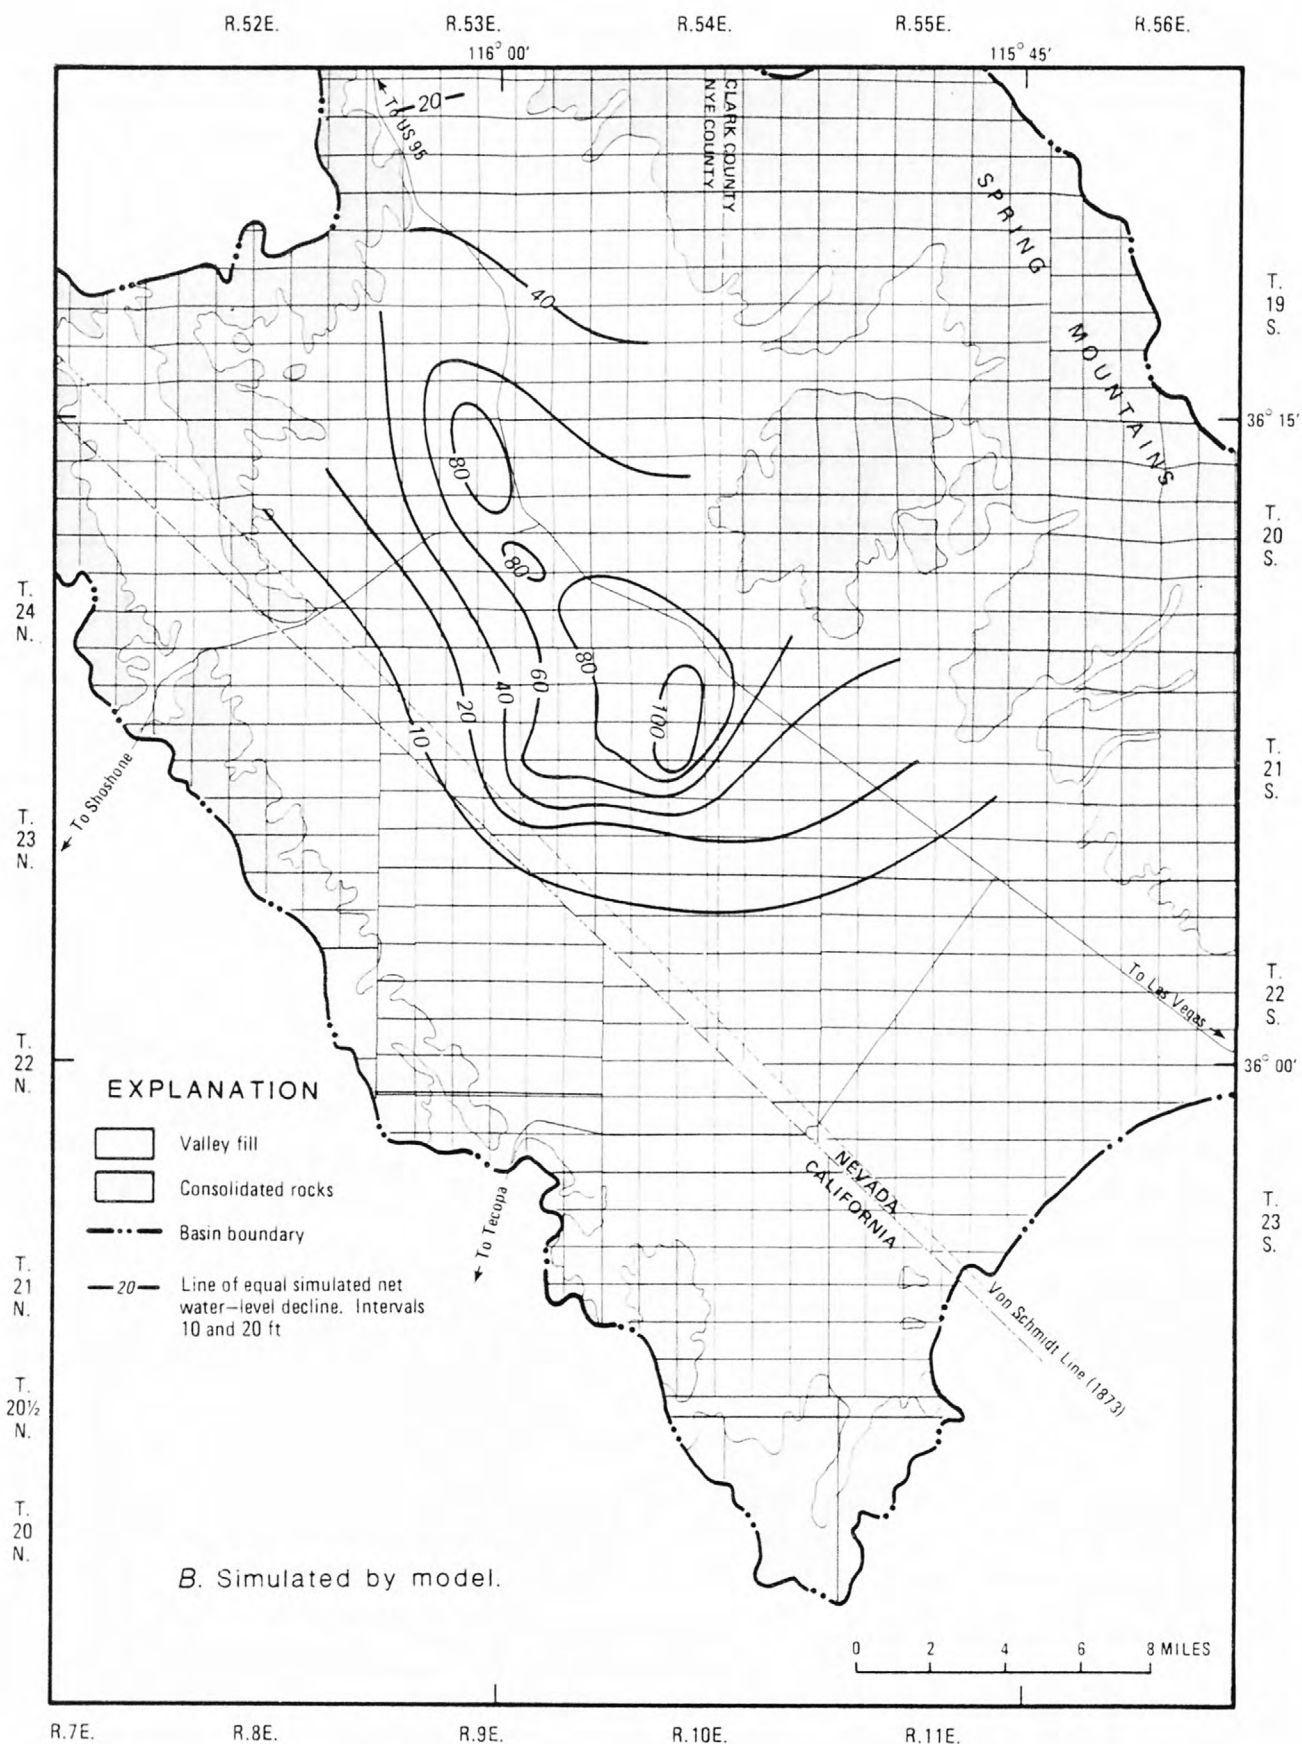 R.52E. R.53E. R.54E. R.55E. R.56E.
116° 00' 115° 45'
20
To US 95
CLARK COUNTY
NYE COUNTY
SPRING
MOUNTAINS
T.
19
S.
40
36° 15'
80
T.
20
S.
80
T.
24
N.
80
60
40
20
10
100
T.
21
S.
To Shoshone
T.
23
N.
To Las Vegas
T.
22
S.
T.
22
N.
36° 00'
EXPLANATION
Valley fill
Consolidated rocks
Basin boundary
20
Line of equal simulated net
water-level decline. Intervals
10 and 20 ft
To Tecopa
NEVADA
CALIFORNIA
T.
23
S.
T.
21
N.
Von Schmidt Line (1873)
T.
20½
N.
T.
20
N.
B. Simulated by model.
0 2 4 6 8 MILES
R.7E. R.8E. R.9E. R.10E. R.11E.